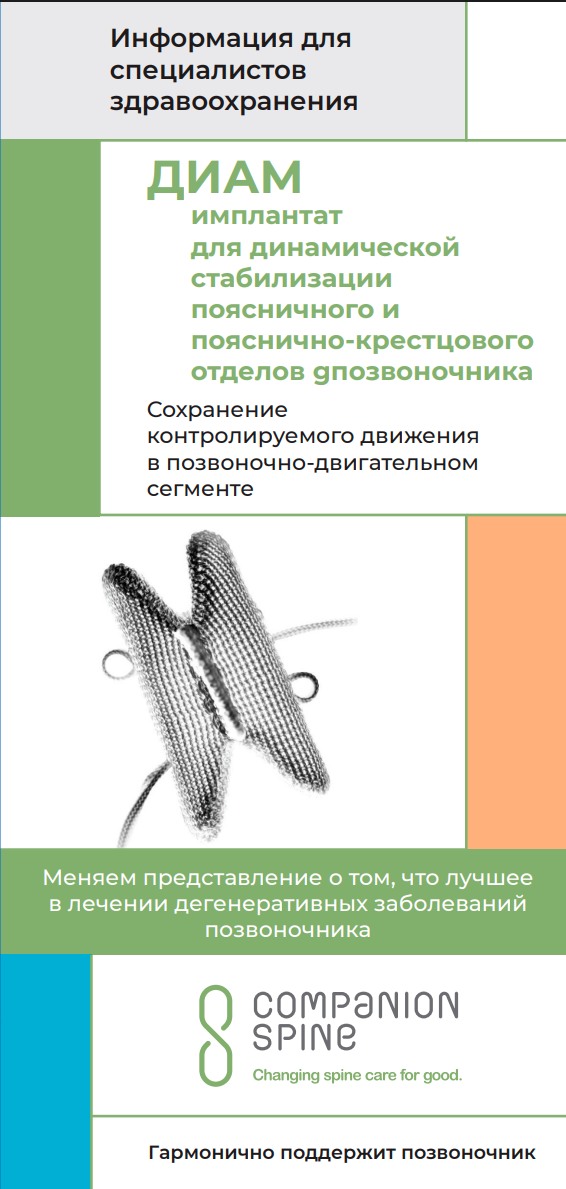 Информация для
специалистов
здравоохранения
ДИАМ
имплантат
для динамической
стабилизации
поясничного и
пояснично-крестцового
отделов gпозвоночника
Сохранение
контролируемого движения
в позвоночно-двигательном
сегменте
Меняем представление о том, что лучшее
в лечении дегенеративных заболеваний
позвоночника
COMPANION
SPINE
Changing spine care for good.
Гармонично поддержит позвоночник